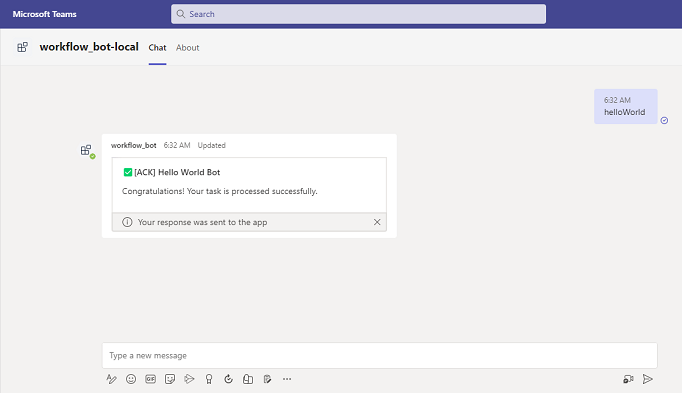 Microsoft Teams
Search
workflow_bot-local Chat About
6:32 AM
helloWorld
workflow_bot 6:32 AM Updated
[ACK] Hello World Bot
Congratulations! Your task is processed successfully.
Your response was sent to the app
Type a new message
GIF